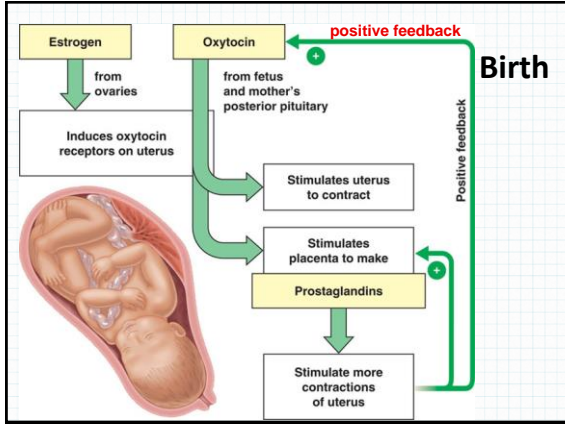 positive feedback
Birth
Estrogen
Oxytocin
from
ovaries
from fetus
and mother's
posterior pituitary
Induces oxytocin
receptors on uterus
Stimulates uterus
to contract
Stimulates
placenta to make
Prostaglandins
Stimulate more
contractions
of uterus
Positive feedback
+
+